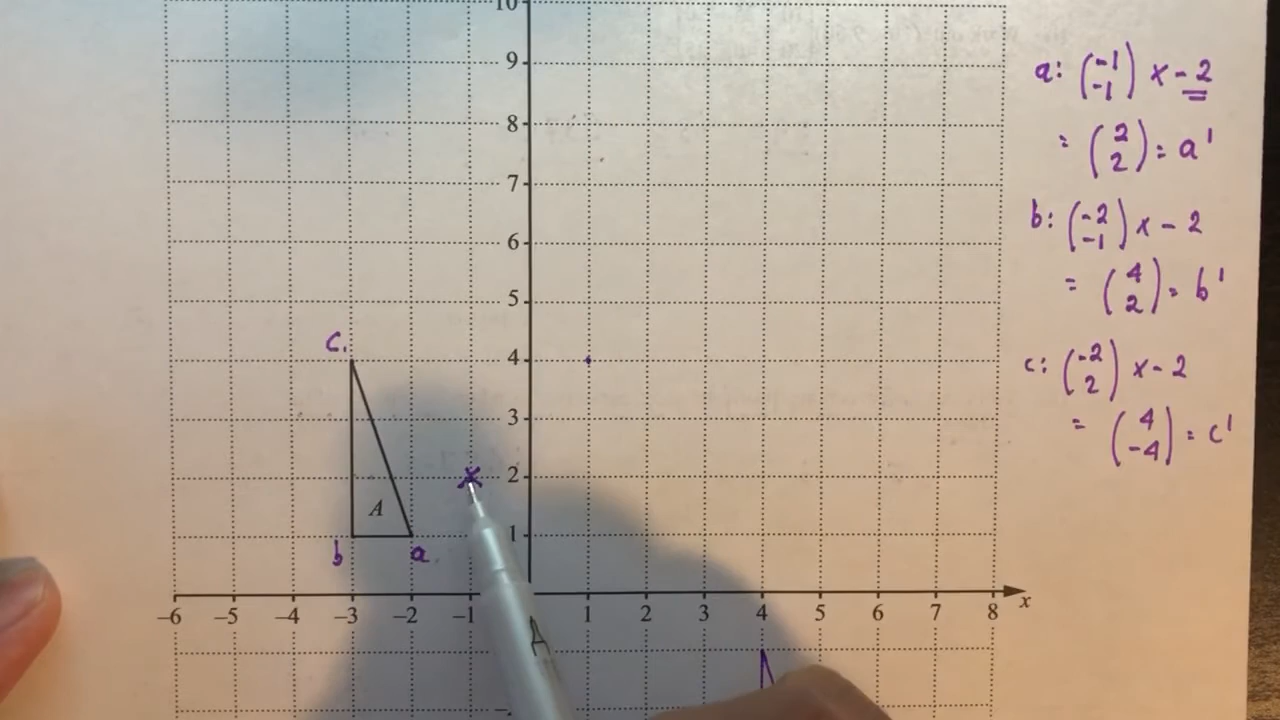 10
9
8
7
6
5
4
3
2
1
-6 -5 -4 -3 -2 -1 1 2 3 4 5 6 7 8 x
c.
A
b a
a: (-1 -1) x -2
= (2 2) = a'
b: (-2 -1) x -2
= (4 2) = b'
c: (-2 2) x -2
= (4 -4) = c'